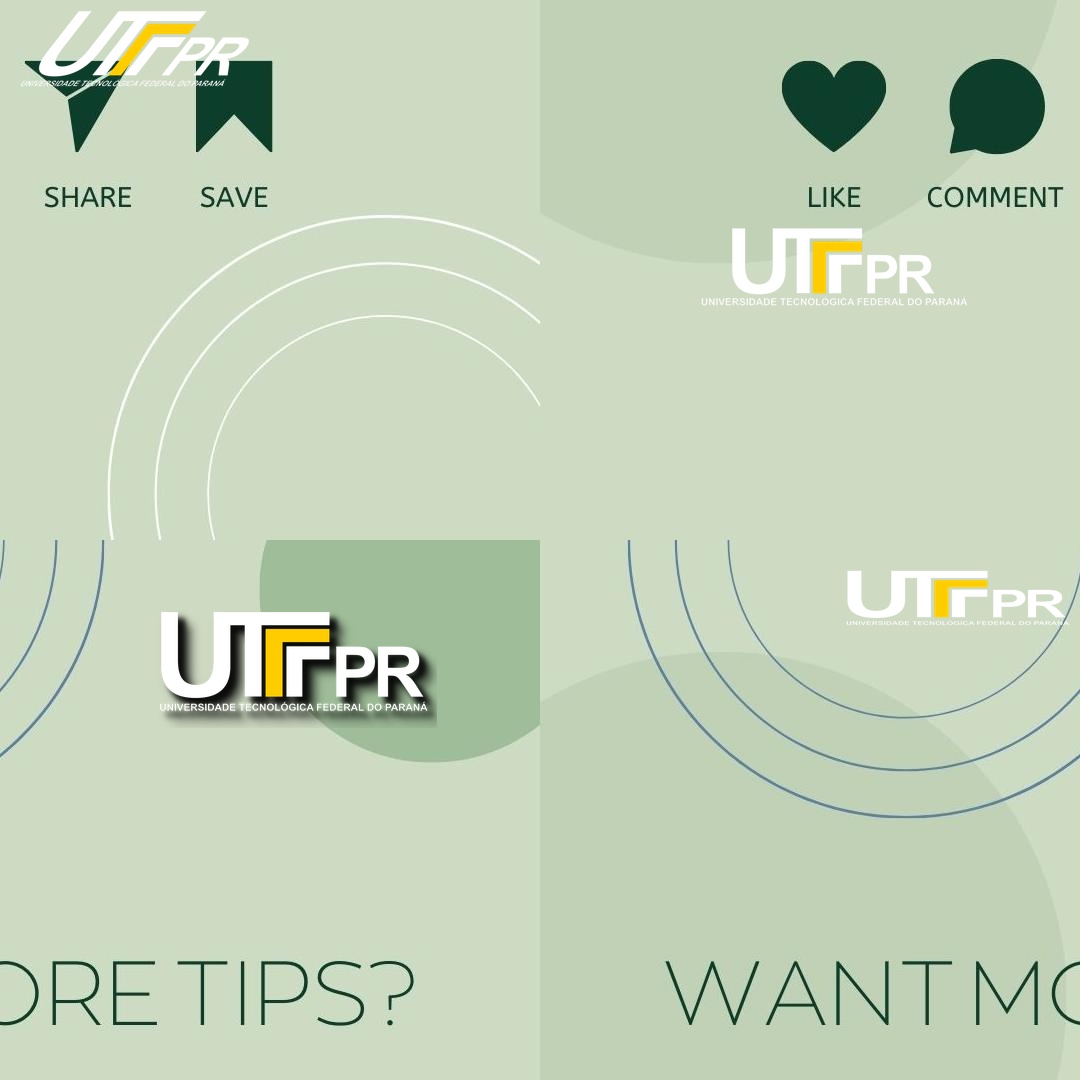 UTFPR
UNIVERSIDADE TECNOLÓGICA FEDERAL DO PARANÁ
SHARE SAVE
LIKE COMMENT
UTFPR
UNIVERSIDADE TECNOLÓGICA FEDERAL DO PARANÁ
UTFPR
UNIVERSIDADE TECNOLÓGICA FEDERAL DO PARANÁ
UTFPR
UNIVERSIDADE TECNOLÓGICA FEDERAL DO PARANÁ
ORE TIPS?
WANT MO